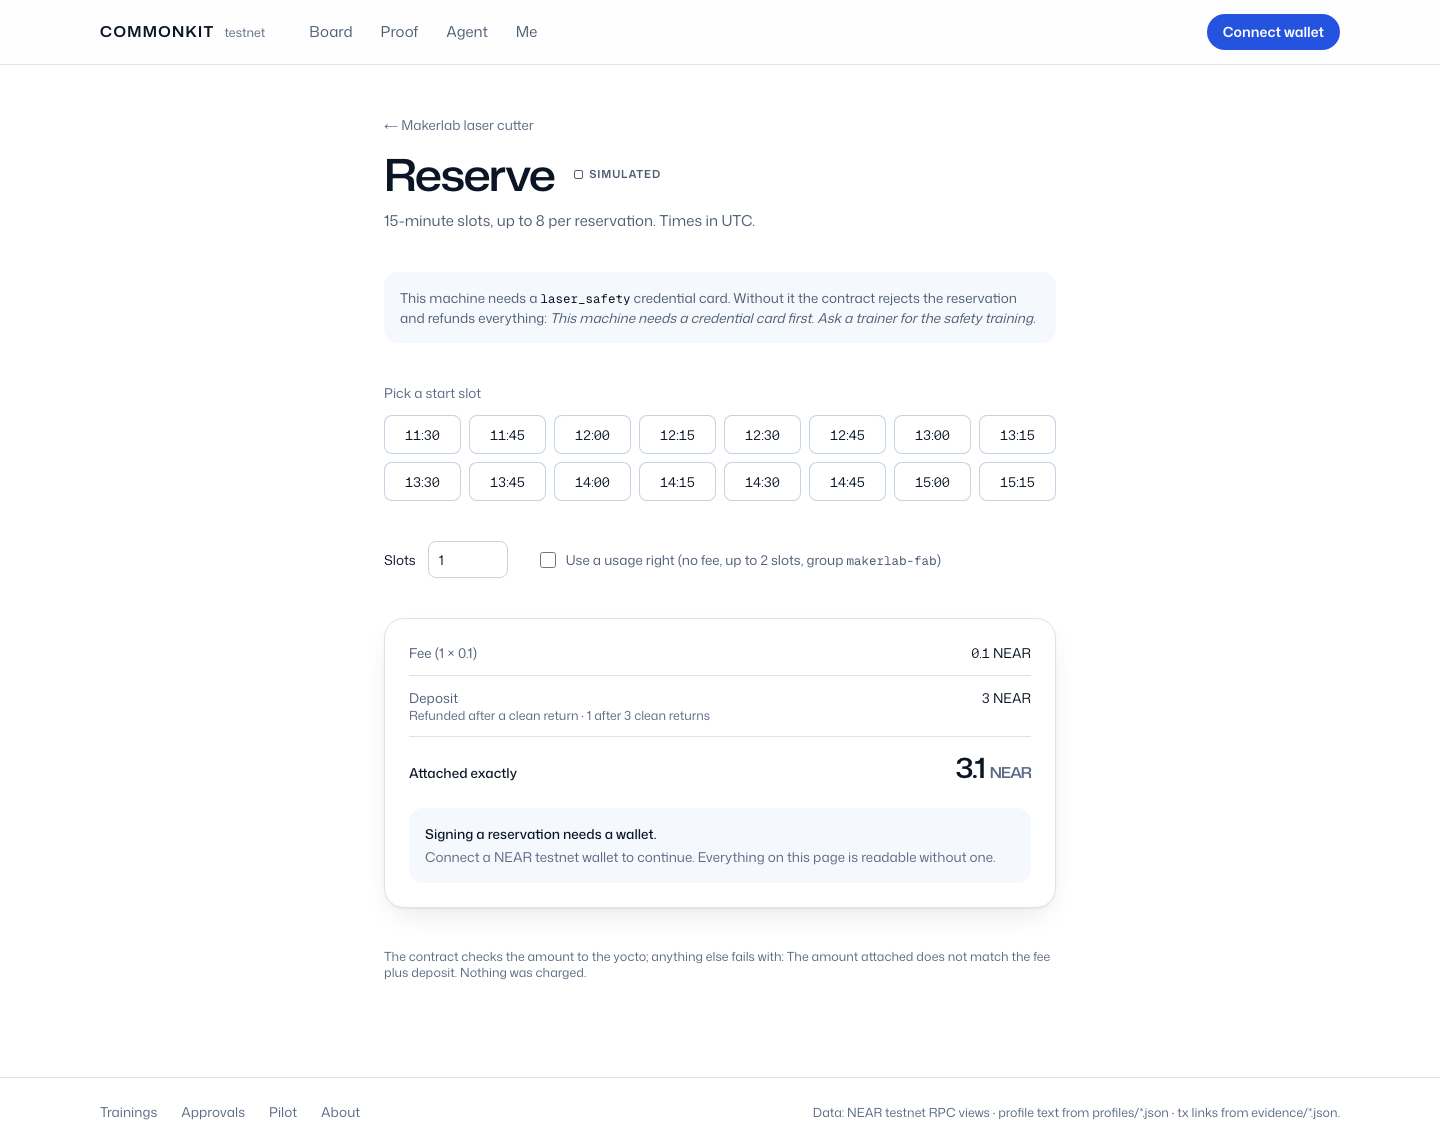 COMMONKIT testnet Board Proof Agent Me Connect wallet
← Makerlab laser cutter
Reserve SIMULATED
15-minute slots, up to 8 per reservation. Times in UTC.
This machine needs a laser_safety credential card. Without it the contract rejects the reservation
and refunds everything: This machine needs a credential card first. Ask a trainer for the safety training.
Pick a start slot
11:30 11:45 12:00 12:15 12:30 12:45 13:00 13:15
13:30 13:45 14:00 14:15 14:30 14:45 15:00 15:15
Slots 1 Use a usage right (no fee, up to 2 slots, group makerlab-fab)
Fee (1 × 0.1) 0.1 NEAR
Deposit 3 NEAR
Refunded after a clean return · 1 after 3 clean returns
Attached exactly 3.1 NEAR
Signing a reservation needs a wallet.
Connect a NEAR testnet wallet to continue. Everything on this page is readable without one.
The contract checks the amount to the yocto; anything else fails with: The amount attached does not match the fee
plus deposit. Nothing was charged.
Trainings Approvals Pilot About Data: NEAR testnet RPC views · profile text from profiles/*.json · tx links from evidence/*.json.